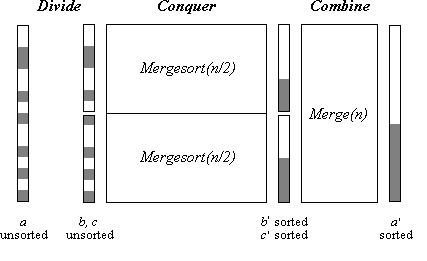 Divide Conquer Combine
Mergesort(n/2)
Merge(n)
Mergesort(n/2)
a b, c b' sorted a'
unsorted unsorted c' sorted sorted